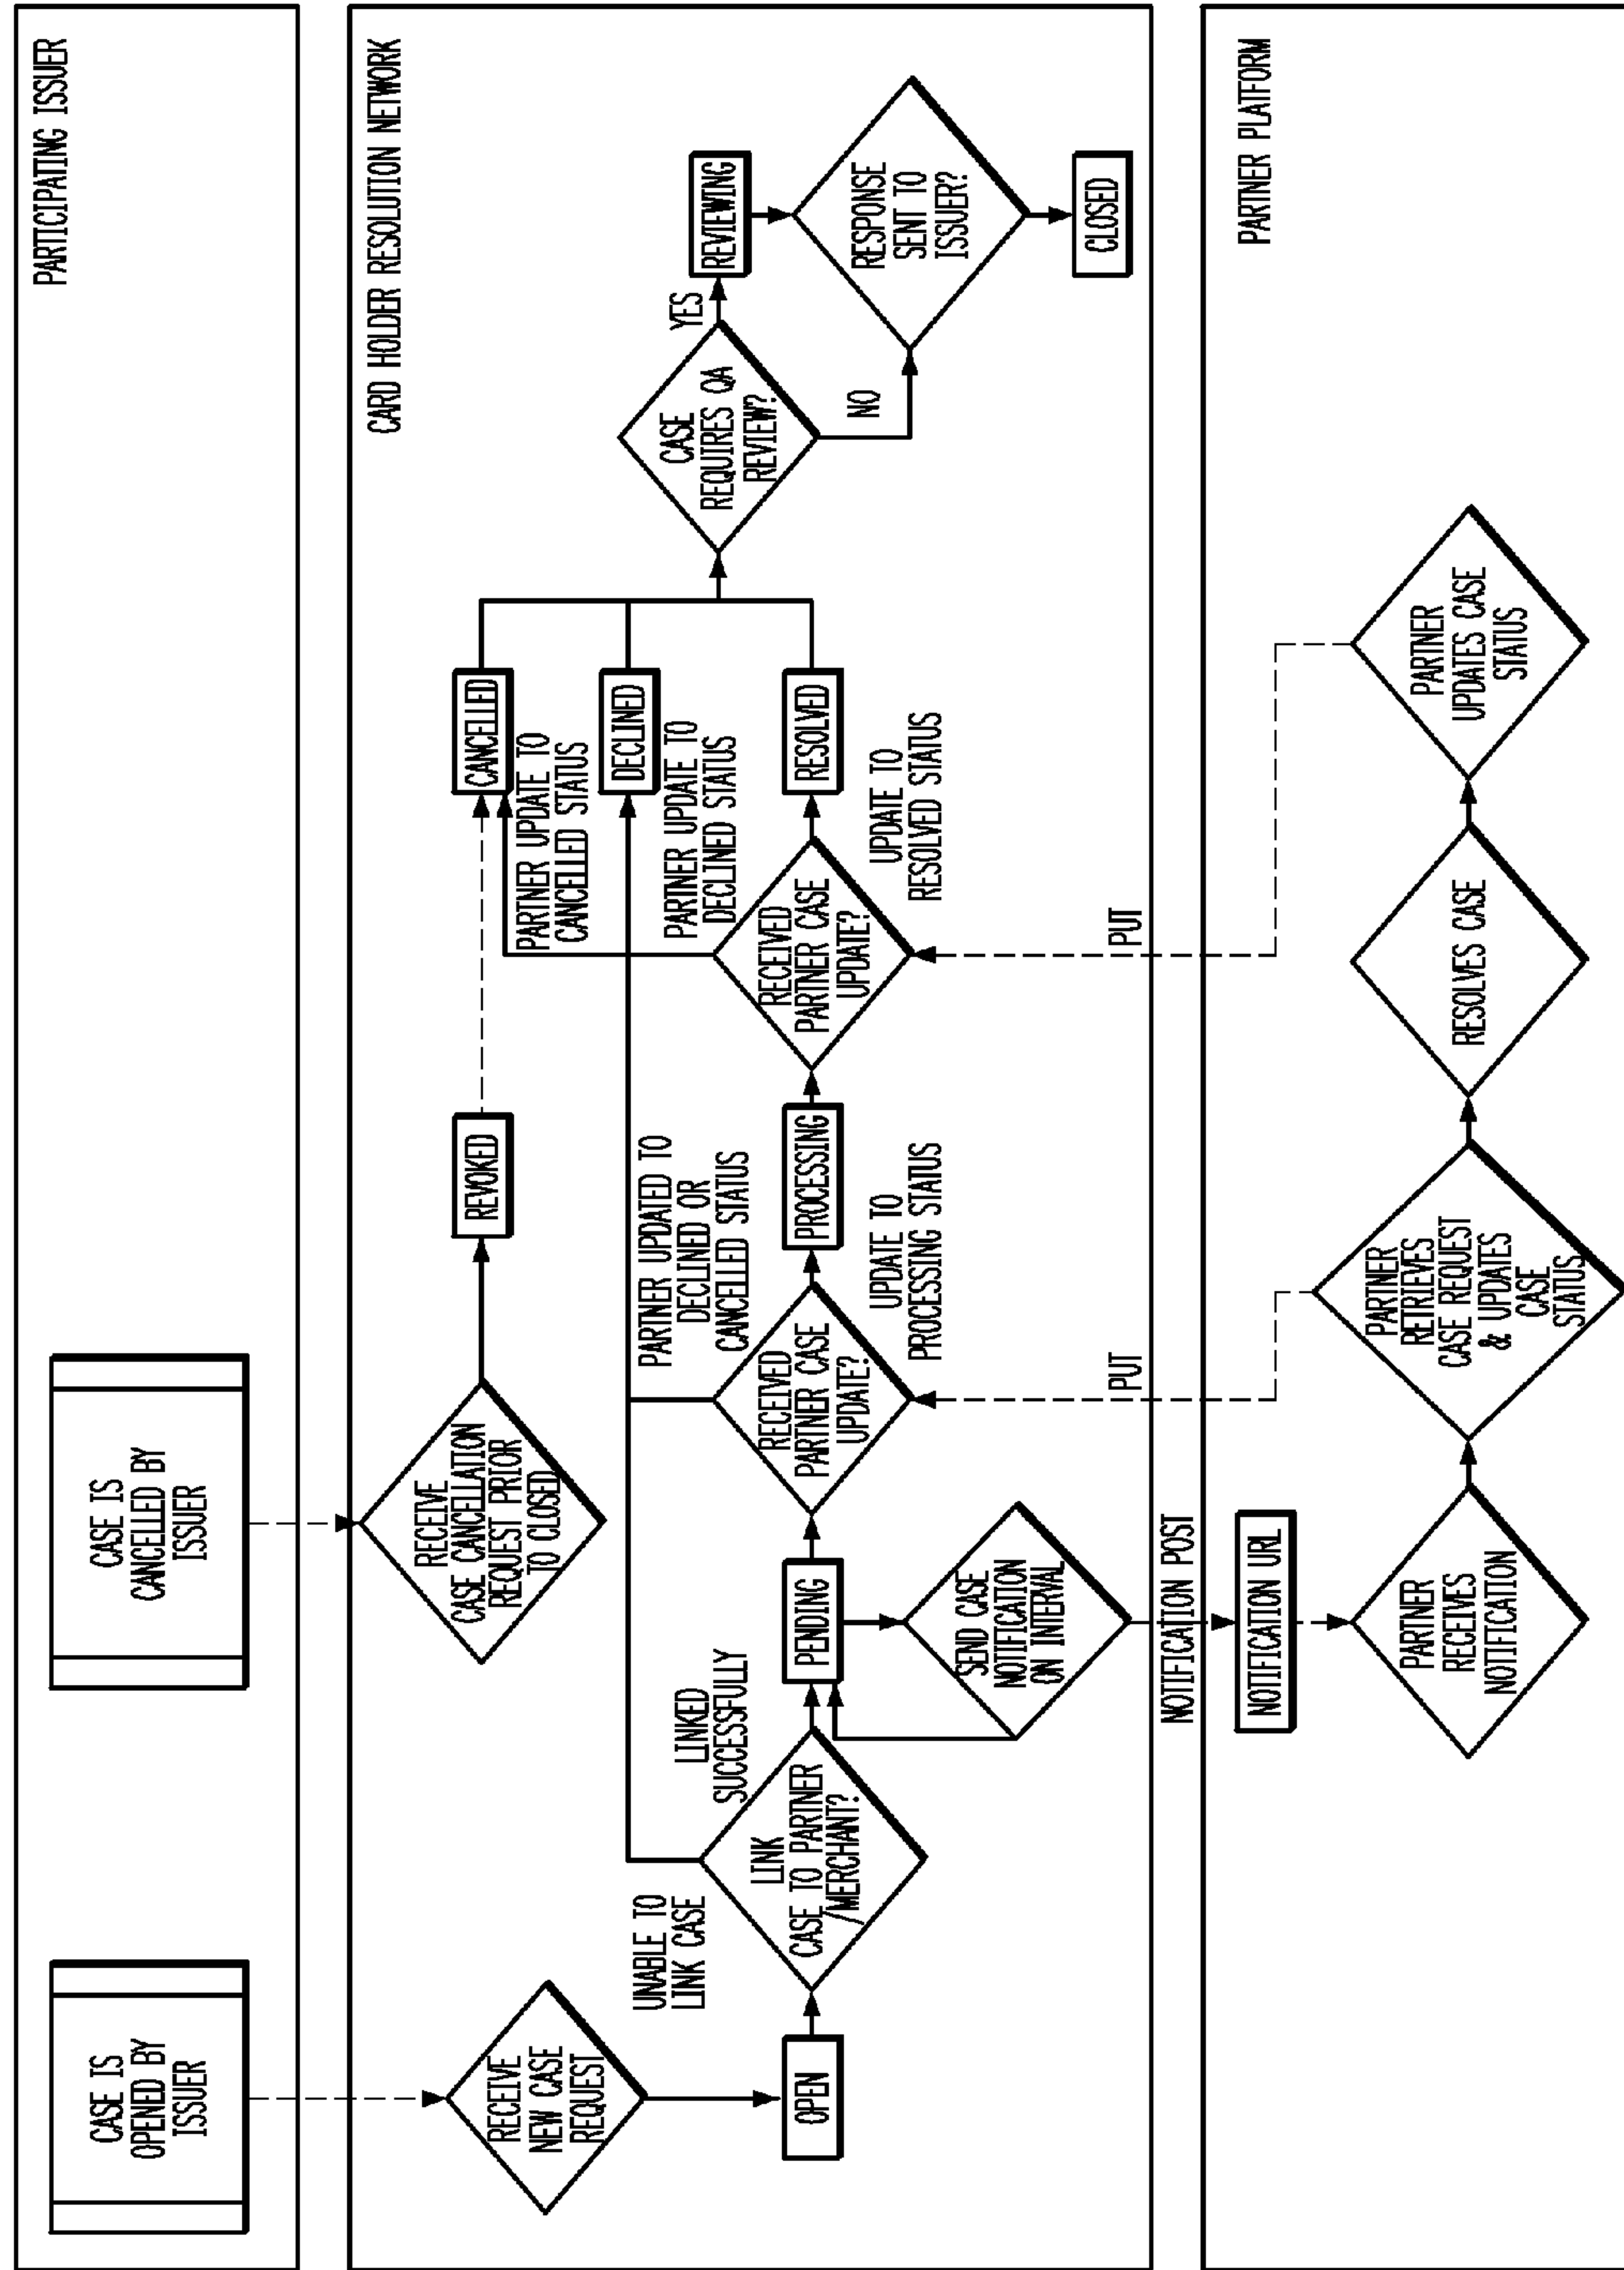 PARTICIPATING ISSUER
CASE IS
OPENED BY
ISSUER
CASE IS
CANCELLED BY
ISSUER
CARD HOLDER RESOLUTION NETWORK
RECEIVE
NEW CASE
REQUEST
RECEIVE
CASE CANCELLATION
REQUEST PRIOR
TO CLOSED
REVOKED
CANCELLED
PARTNER UPDATE TO
CANCELLED STATUS
DECLINED
PARTNER UPDATE TO
DECLINED STATUS
UNABLE TO
LINK CASE
LINKED
SUCCESSFULLY
PARTNER UPDATED TO
DECLINED OR
CANCELLED STATUS
OPEN
LINK
CASE TO PARTNER
/MERCHANT?
PENDING
RECEIVED
PARTNER CASE
UPDATE?
PROCESSING
RECEIVED
PARTNER CASE
UPDATE?
RESOLVED
UPDATE TO
PROCESSING STATUS
UPDATE TO
RESOLVED STATUS
CASE
REQUIRES QA
REVIEW?
YES
REVIEWING
NO
RESPONSE
SENT TO
ISSUER?
CLOSED
SEND CASE
NOTIFICATION
ON INTERVAL
NOTIFICATION POST
PUT
PUT
PARTNER PLATFORM
NOTIFICATION URL
PARTNER
RECEIVES
NOTIFICATION
PARTNER
RETRIEVES
CASE REQUEST
& UPDATES
CASE
STATUS
RESOLVES CASE
PARTNER
UPDATES CASE
STATUS